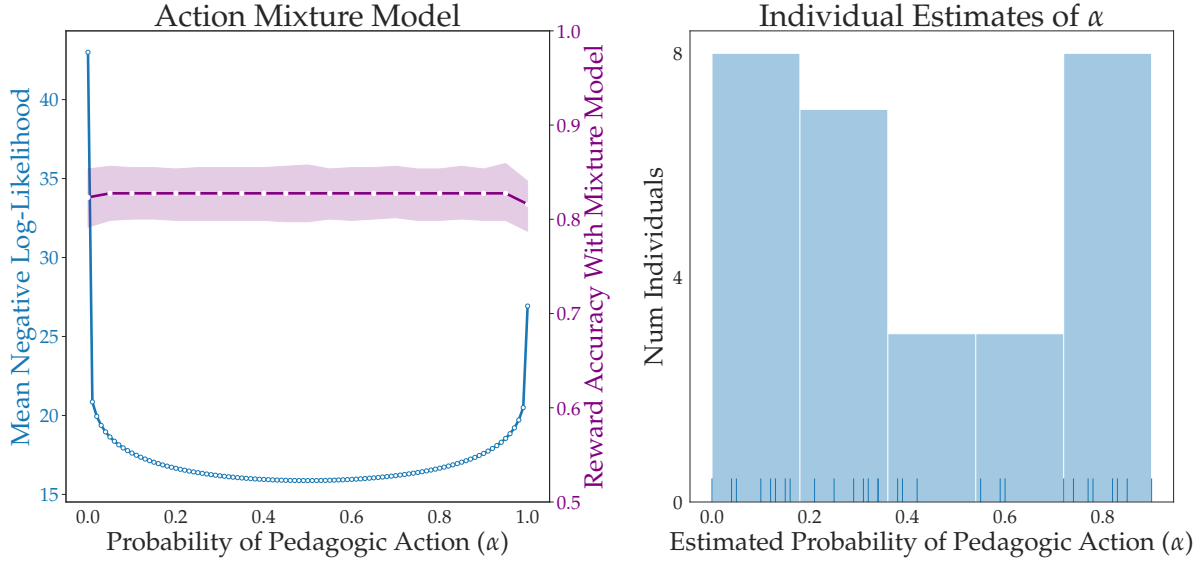 Action Mixture Model
Mean Negative Log-Likelihood
40
35
30
25
20
15
1.0
0.9
0.8
0.7
0.6
0.5
Reward Accuracy With Mixture Model
0.0 0.2 0.4 0.6 0.8 1.0
Probability of Pedagogic Action (α)
Individual Estimates of α
Num Individuals
8
4
0
0.0 0.2 0.4 0.6 0.8
Estimated Probability of Pedagogic Action (α)